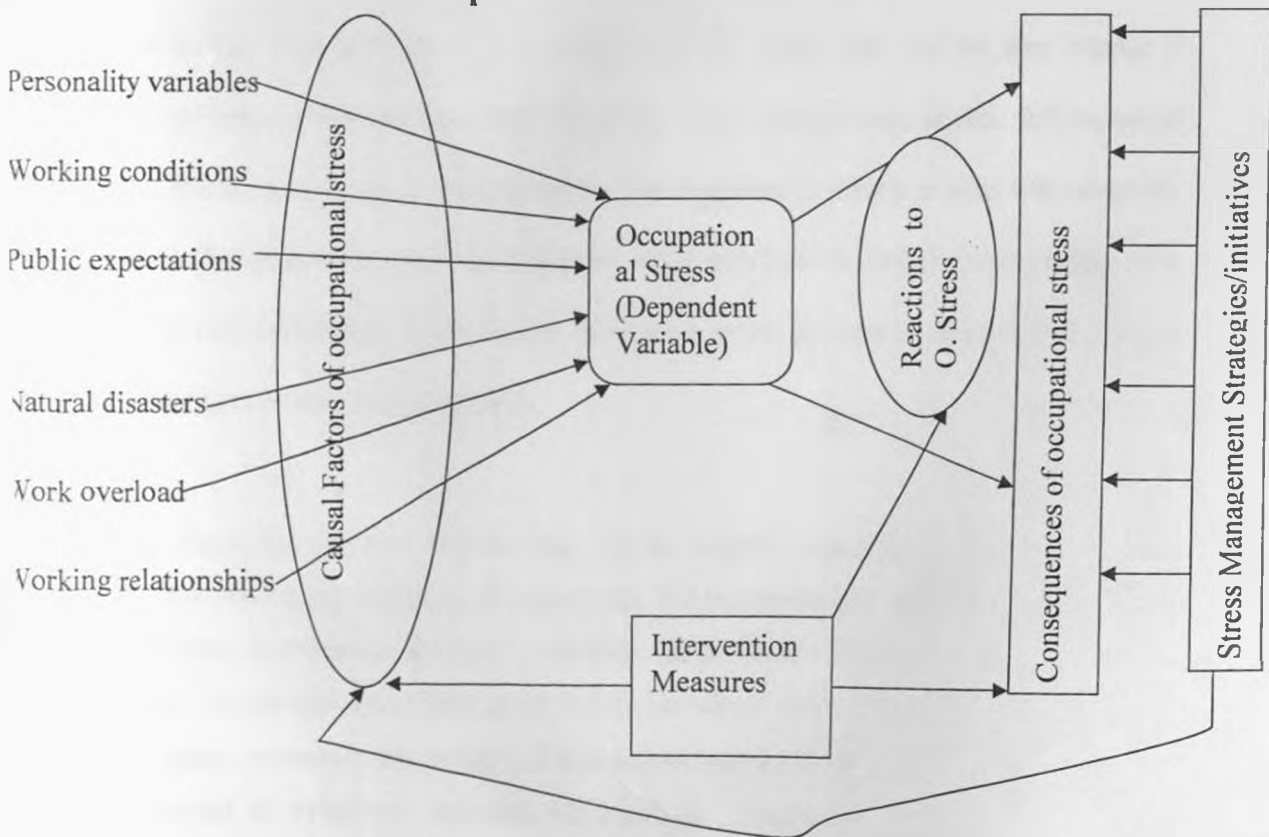 Personality variables
Working conditions
Public expectations
Natural disasters
Work overload
Working relationships
Causal Factors of occupational stress
Occupation
al Stress
(Dependent
Variable)
Reactions to
O. Stress
Consequences of occupational stress
Stress Management Strategies/initiatives
Intervention
Measures